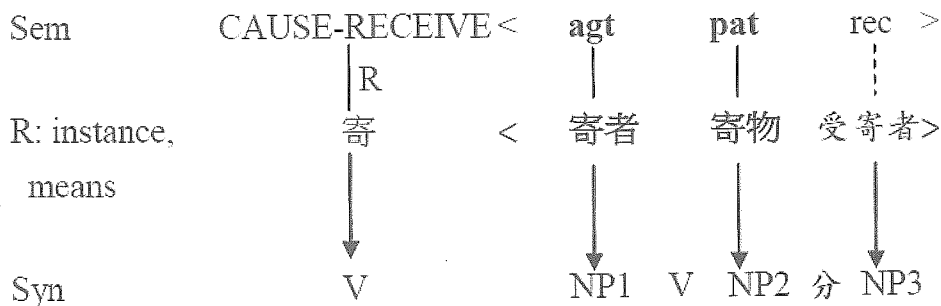 Sem CAUSE-RECEIVE < agt pat rec >
R
R: instance, 寄 < 寄者 寄物 受寄者>
means
Syn V NP1 V NP2 分 NP3